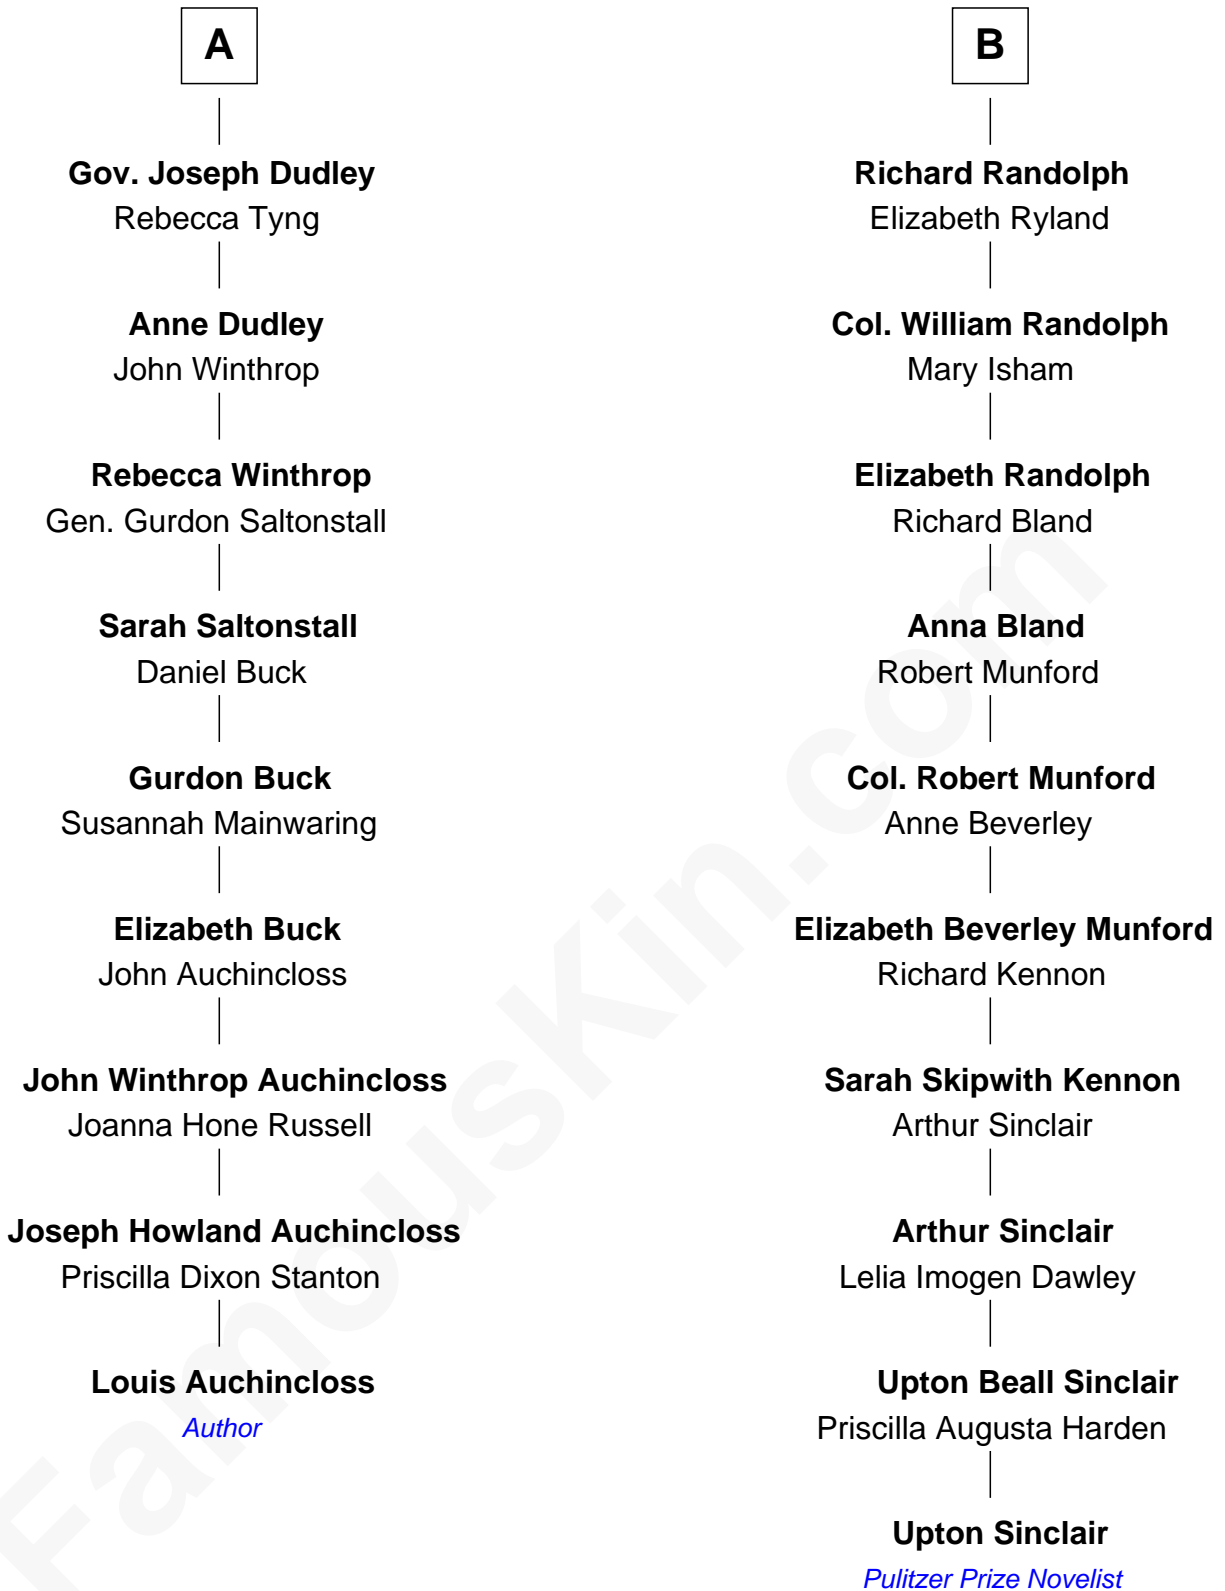 A
Gov. Joseph Dudley
Rebecca Tyng
Anne Dudley
John Winthrop
Rebecca Winthrop
Gen. Gurdon Saltonstall
Sarah Saltonstall
Daniel Buck
Gurdon Buck
Susannah Mainwaring
Elizabeth Buck
John Auchincloss
John Winthrop Auchincloss
Joanna Hone Russell
Joseph Howland Auchincloss
Priscilla Dixon Stanton
Louis Auchincloss
Author
B
Richard Randolph
Elizabeth Ryland
Col. William Randolph
Mary Isham
Elizabeth Randolph
Richard Bland
Anna Bland
Robert Munford
Col. Robert Munford
Anne Beverley
Elizabeth Beverley Munford
Richard Kennon
Sarah Skipwith Kennon
Arthur Sinclair
Arthur Sinclair
Lelia Imogen Dawley
Upton Beall Sinclair
Priscilla Augusta Harden
Upton Sinclair
Pulitzer Prize Novelist
FamousKin.com